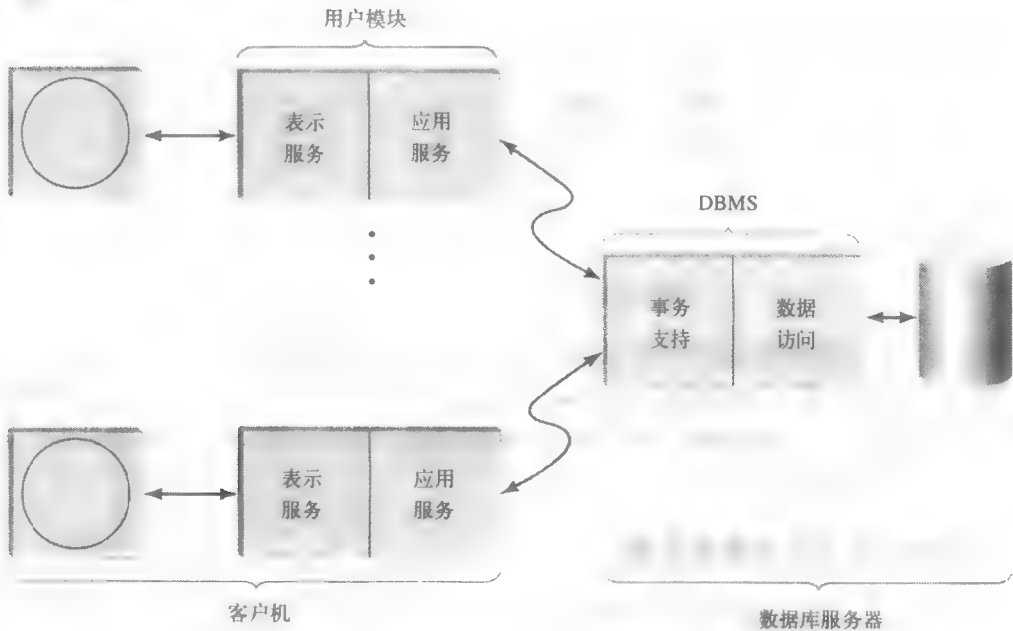 用户模块
表示
服务
应用
服务
DBMS
事务
支持
数据
访问
表示
服务
应用
服务
客户机
数据库服务器